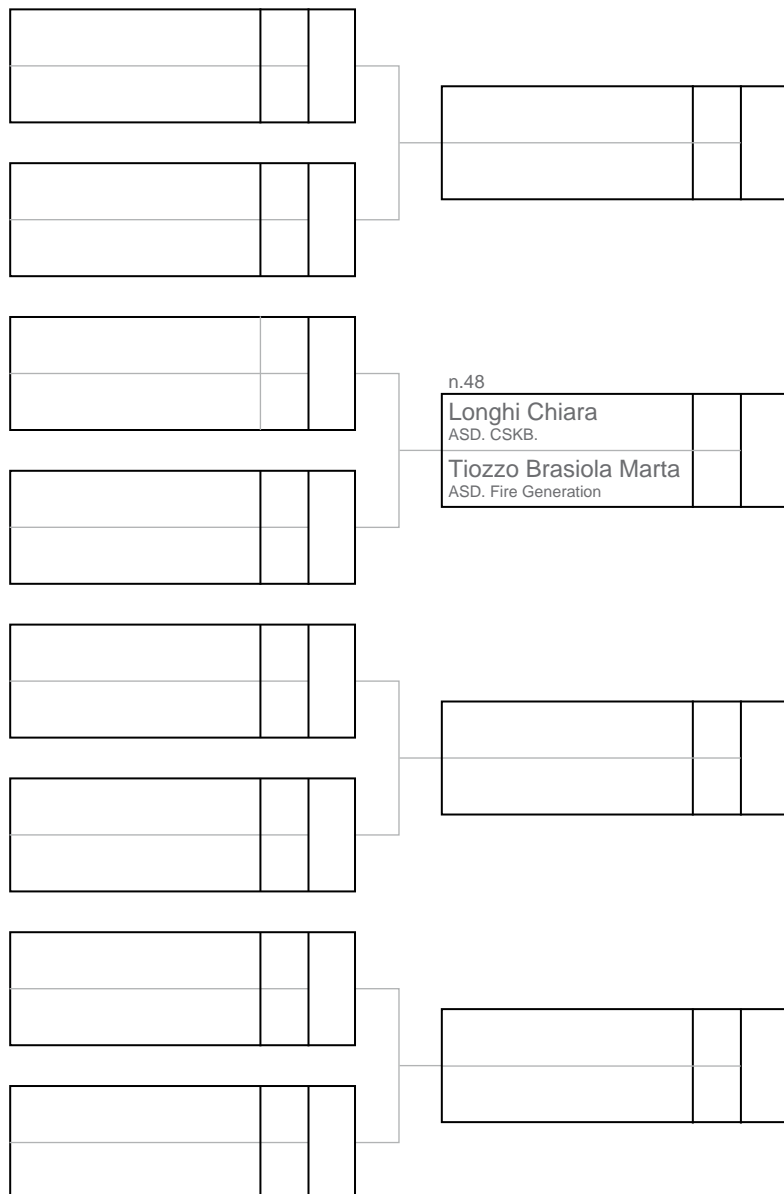 n.48
Longhi Chiara
ASD. CSKB.
Tiozzo Brasiola Marta
ASD. Fire Generation